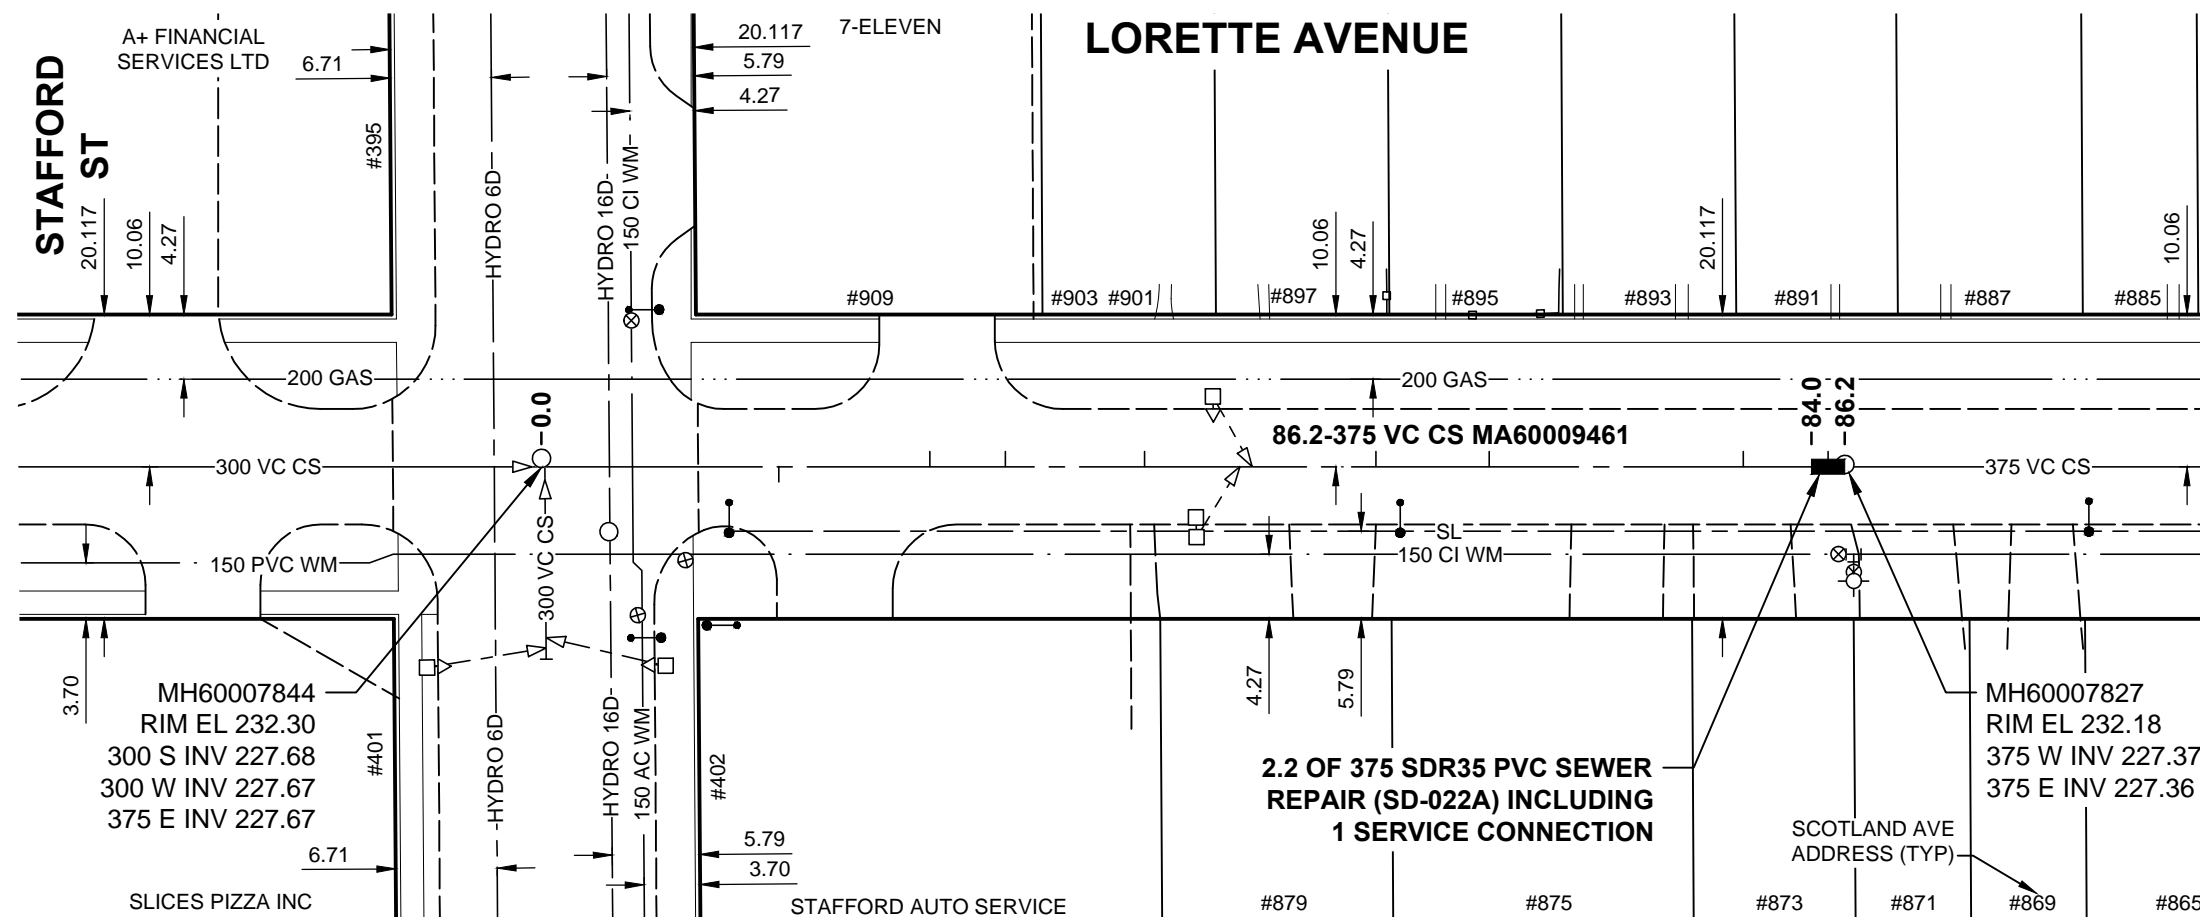 LORETTE AVENUE
STAFFORD
ST
A+ FINANCIAL
SERVICES LTD
6.71
#395
20.117
10.06
4.27
HYDRO 6D
HYDRO 16D
150 CI WM
20.117
5.79
4.27
7-ELEVEN
#909
#903
#901
#897
10.06
4.27
#895
#893
20.117
#891
#887
#885
10.06
200 GAS
200 GAS
0.0
84.0
86.2
86.2-375 VC CS MA60009461
300 VC CS
375 VC CS
300 VC CS
SL
150 PVC WM
150 CI WM
3.70
MH60007844
RIM EL 232.30
300 S INV 227.68
300 W INV 227.67
375 E INV 227.67
#401
HYDRO 6D
HYDRO 16D
150 AC WM
#402
4.27
5.79
2.2 OF 375 SDR35 PVC SEWER
REPAIR (SD-022A) INCLUDING
1 SERVICE CONNECTION
MH60007827
RIM EL 232.18
375 W INV 227.37
375 E INV 227.36
SCOTLAND AVE
ADDRESS (TYP)
6.71
5.79
3.70
SLICES PIZZA INC
STAFFORD AUTO SERVICE
#879
#875
#873
#871
#869
#865